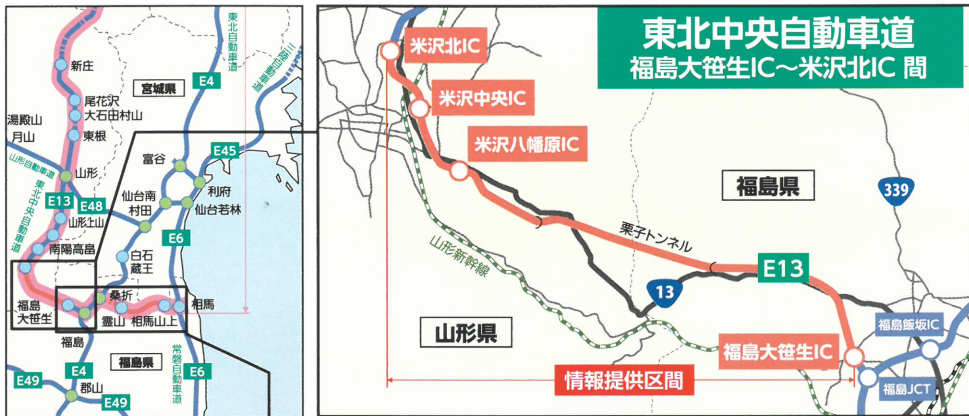 新庄
尾花沢
大石田村山
東根
湯殿山
月山
山形自動車道
山形
E13
E48
東北中央自動車道
山形上山
南陽高畠
福島
大笹生
福島
桑折
霊山
相馬山上
相馬
宮城県
東北自動車道
三陸自動車道
E4
E45
富谷
利府
仙台南
仙台若林
村田
E6
白石
蔵王
福島県
常磐自動車道
E6
E4
E49
郡山
E49
東北中央自動車道
福島大笹生IC～米沢北IC 間
米沢北IC
米沢中央IC
米沢八幡原IC
福島県
339
栗子トンネル
山形新幹線
E13
13
山形県
福島飯坂IC
福島大笹生IC
情報提供区間
福島JCT